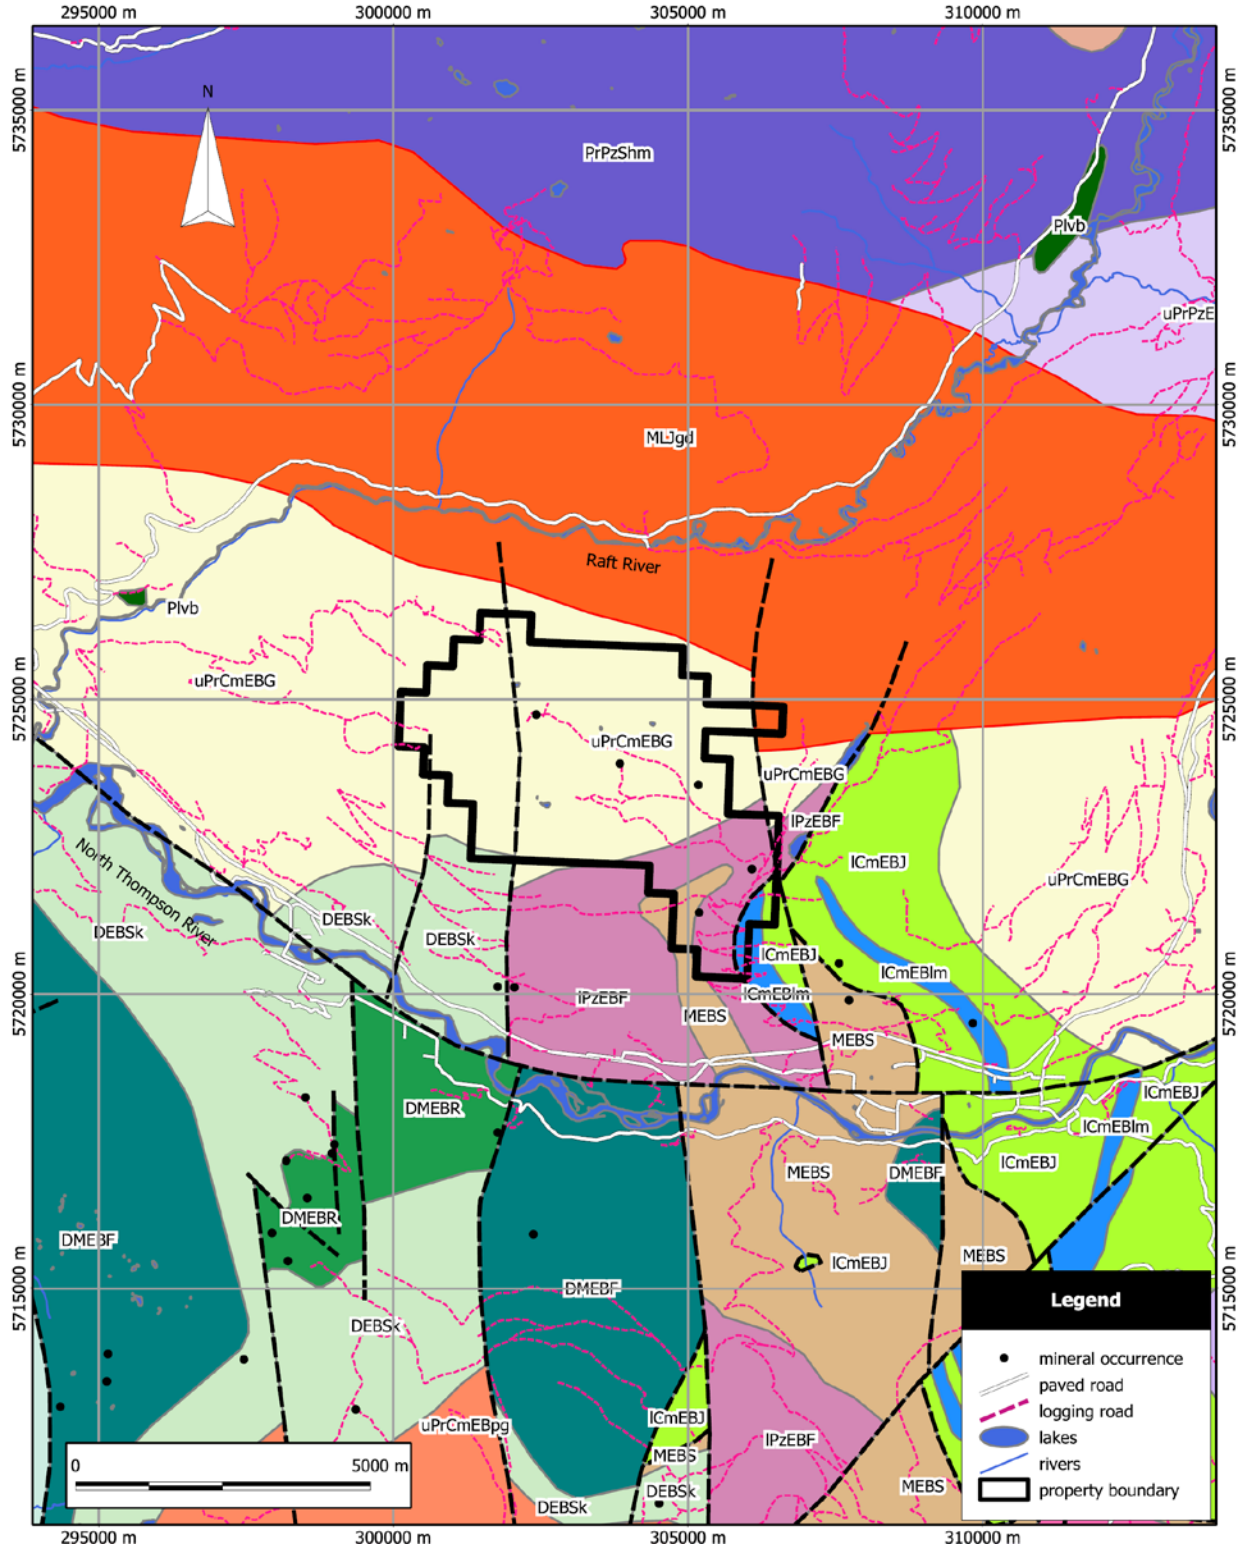 295000 m
300000 m
305000 m
310000 m
5735000 m
5735000 m
N
PrPzShm
Plvb
uPrPzE
5730000 m
5730000 m
MLJgd
Raft River
Plvb
uPrCmEBG
5725000 m
5725000 m
uPrCmEBG
uPrCmEBG
lPzEBF
lCmEBJ
uPrCmEBG
North Thompson River
DEBSk
DEBSk
DEBSk
lCmEBJ
lCmEBlm
5720000 m
5720000 m
lPzEBF
lCmEBlm
MEBS
MEBS
DMEBR
lCmEBJ
lCmEBlm
lCmEBJ
MEBS
DMEBF
DMEBR
DMEBF
MEBS
lCmEBJ
5715000 m
5715000 m
DMEBF
DEBSk
uPrCmEBpg
lCmEBJ
lPzEBF
MEBS
DEBSk
MEBS
DEBSk
0
5000 m
Legend
mineral occurrence
paved road
logging road
lakes
rivers
property boundary
295000 m
300000 m
305000 m
310000 m